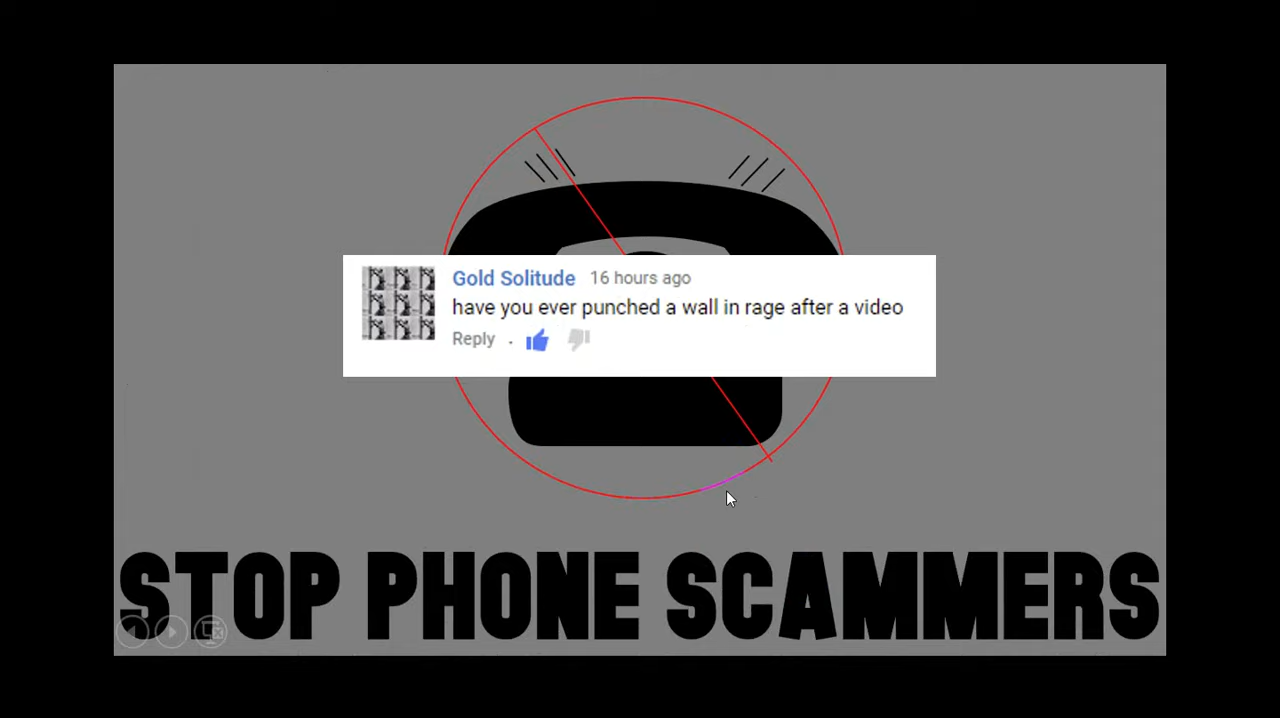 Gold Solitude 16 hours ago
have you ever punched a wall in rage after a video
Reply .
STOP PHONE SCAMMERS